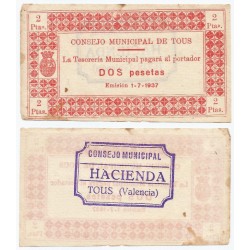 2 Ptas.
2 Ptas.
CONSEJO MUNICIPAL DE TOUS
La Tesorería Municipal pagará al portador
DOS pesetas
Emisión 1-7-1937
2 Ptas.
2 Ptas.
CONSEJO MUNICIPAL
HACIENDA
TOUS (Valencia)